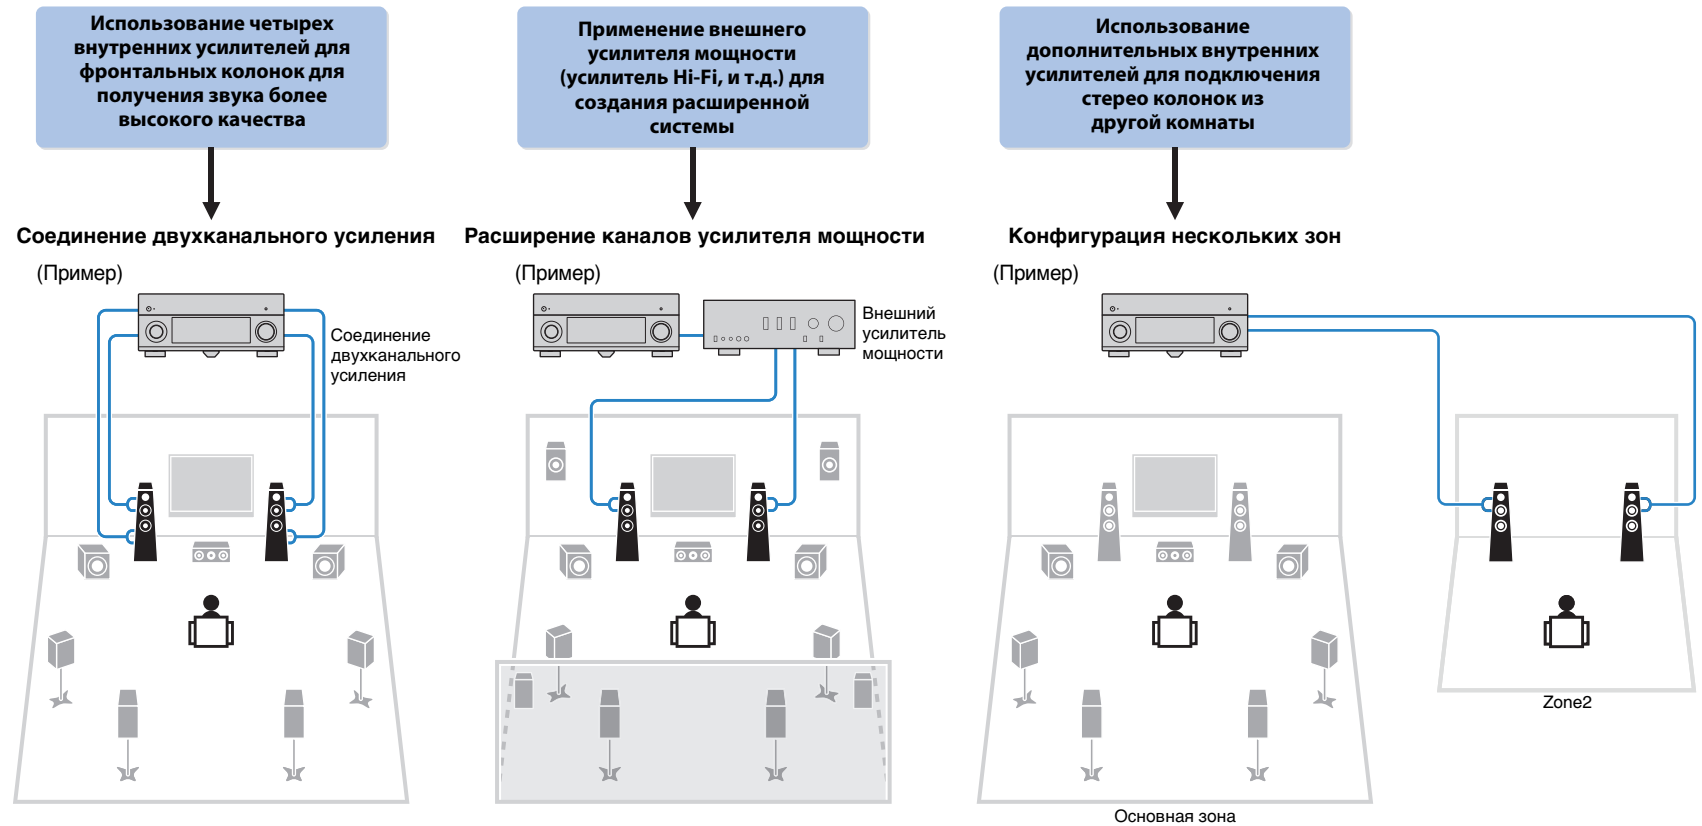 Использование четырех
внутренних усилителей для
фронтальных колонок для
получения звука более
высокого качества
Применение внешнего
усилителя мощности
(усилитель Hi-Fi, и т.д.) для
создания расширенной
системы
Использование
дополнительных внутренних
усилителей для подключения
стерео колонок из
другой комнаты
Соединение двухканального усиления
Расширение каналов усилителя мощности
Конфигурация нескольких зон
(Пример)
(Пример)
(Пример)
Соединение
двухканального
усиления
Внешний
усилитель
мощности
Zone2
Основная зона